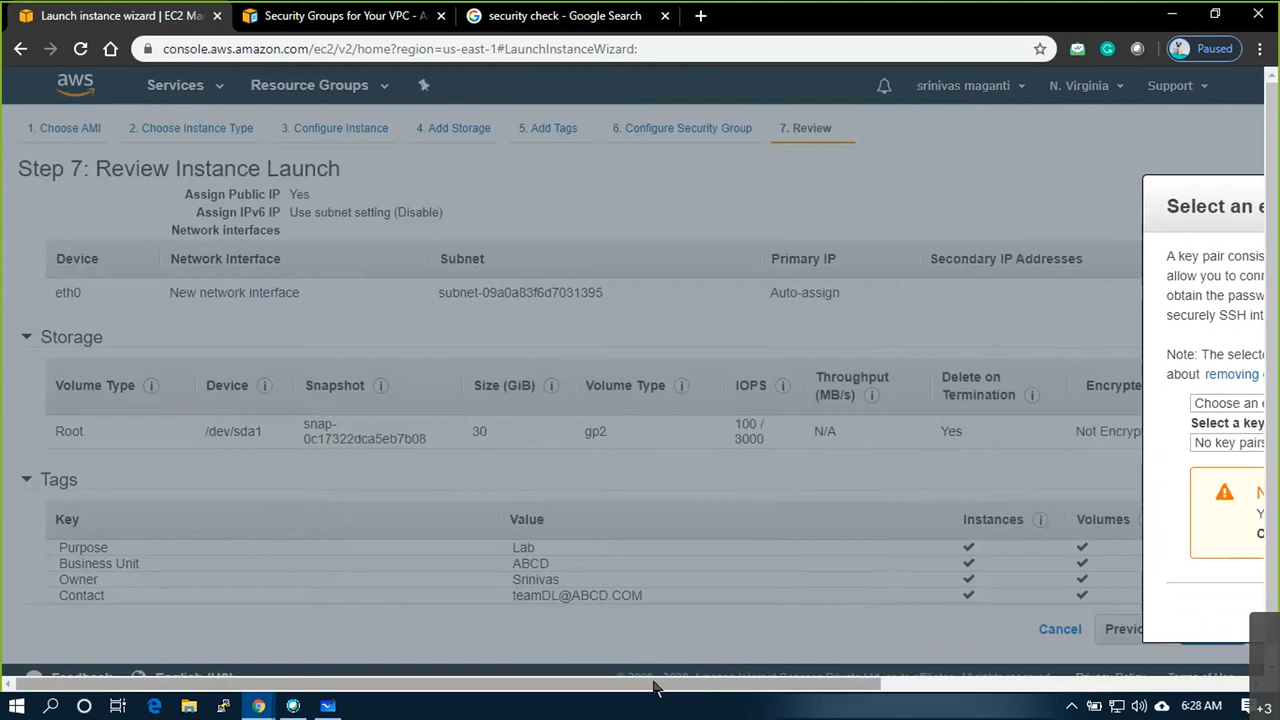 Launch instance wizard | EC2 Ma
Security Groups for Your VPC - A
security check - Google Search
console.aws.amazon.com/ec2/v2/home?region=us-east-1#LaunchInstanceWizard:
Paused
aws
Services
Resource Groups
srinivas maganti
N. Virginia
Support
1. Choose AMI
2. Choose Instance Type
3. Configure Instance
4. Add Storage
5. Add Tags
6. Configure Security Group
7. Review
Step 7: Review Instance Launch
Assign Public IP Yes
Assign IPv6 IP Use subnet setting (Disable)
Network interfaces
Device Network Interface Subnet Primary IP Secondary IP Addresses
eth0 New network interface subnet-09a0a83f6d7031395 Auto-assign
Storage
Volume Type Device Snapshot Size (GiB) Volume Type IOPS Throughput (MB/s) Delete on Termination Encrypte
Root /dev/sda1 snap-0c17322dca5eb7b08 30 gp2 100 / 3000 N/A Yes Not Encryp
Tags
Key Value Instances Volumes
Purpose Lab
Business Unit ABCD
Owner Srinivas
Contact teamDL@ABCD.COM
Cancel
Previo
Select an e
A key pair consis
allow you to conn
obtain the passw
securely SSH int
Note: The selecte
about removing
Choose an e
Select a key
No key pairs
6:28 AM
+3